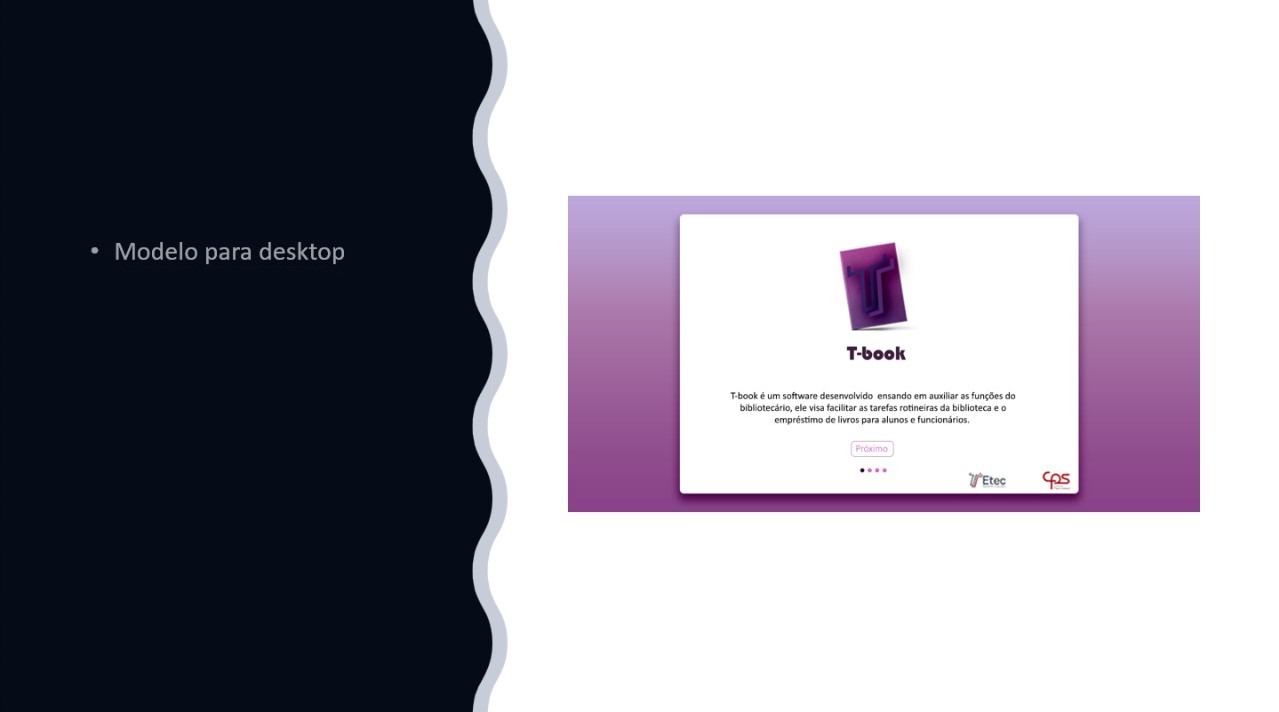 • Modelo para desktop
T-book
T-book é um software desenvolvido ensando em auxiliar as funções do
bibliotecário, ele visa facilitar as tarefas rotineiras da biblioteca e o
empréstimo de livros para alunos e funcionários.
Próximo
Etec
cps